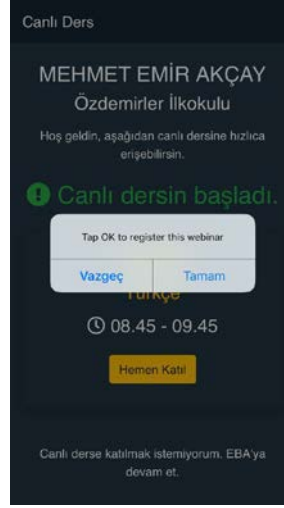 Canlı Ders
MEHMET EMİR AKÇAY
Özdemirler İlkokulu
Hoş geldin, aşağıdan canlı dersine hızlıca
erişebilirsin.
Canlı dersin başladı.
Tap OK to register this webinar
Vazgeç Tamam
Türkçe
08.45 - 09.45
Hemen Katıl
Canlı derse katılmak istemiyorum. EBA'ya
devam et.